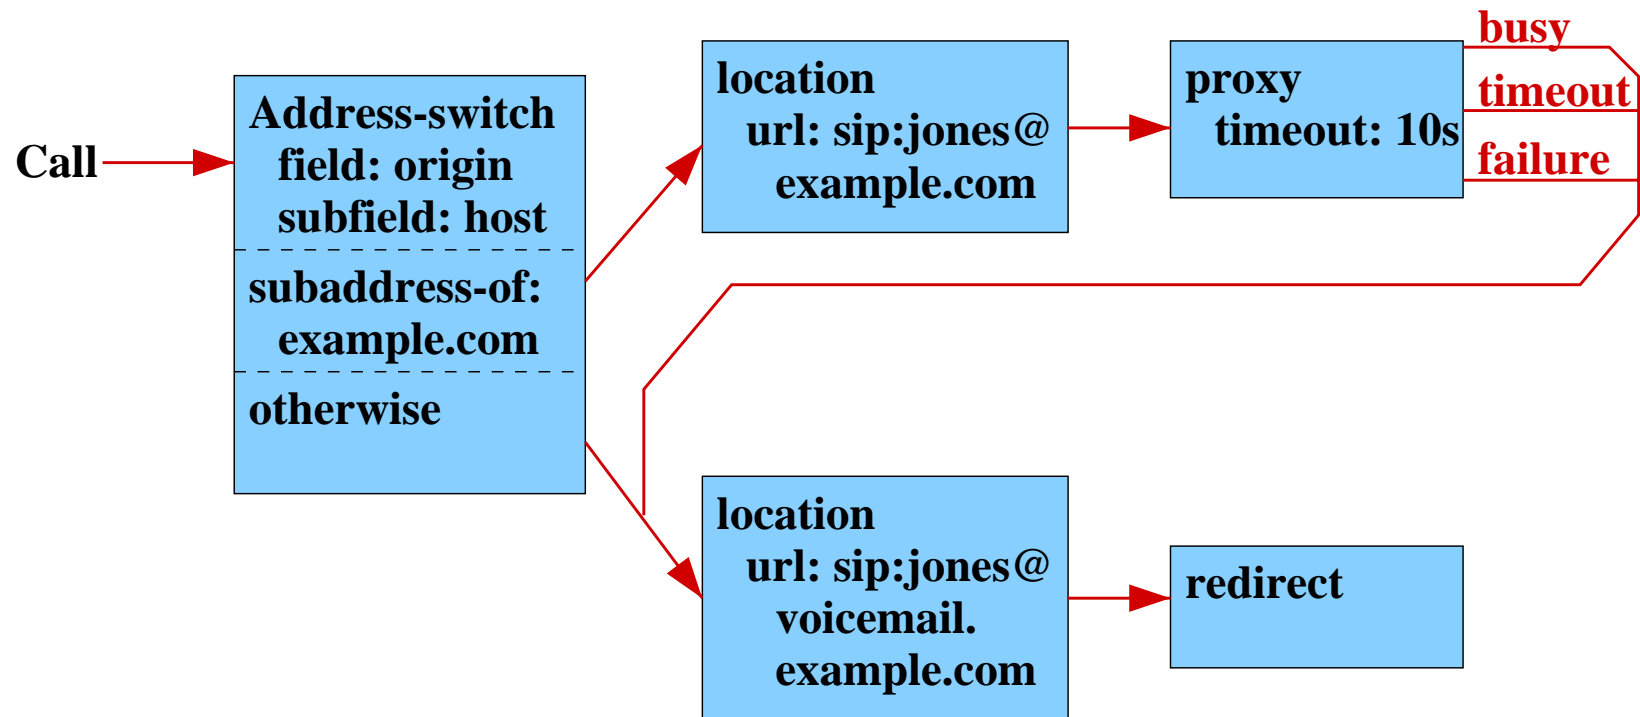 Call
Address-switch
field: origin
subfield: host
subaddress-of:
example.com
otherwise
location
url: sip:jones@
example.com
proxy
timeout: 10s
busy
timeout
failure
location
url: sip:jones@
voicemail.
example.com
redirect